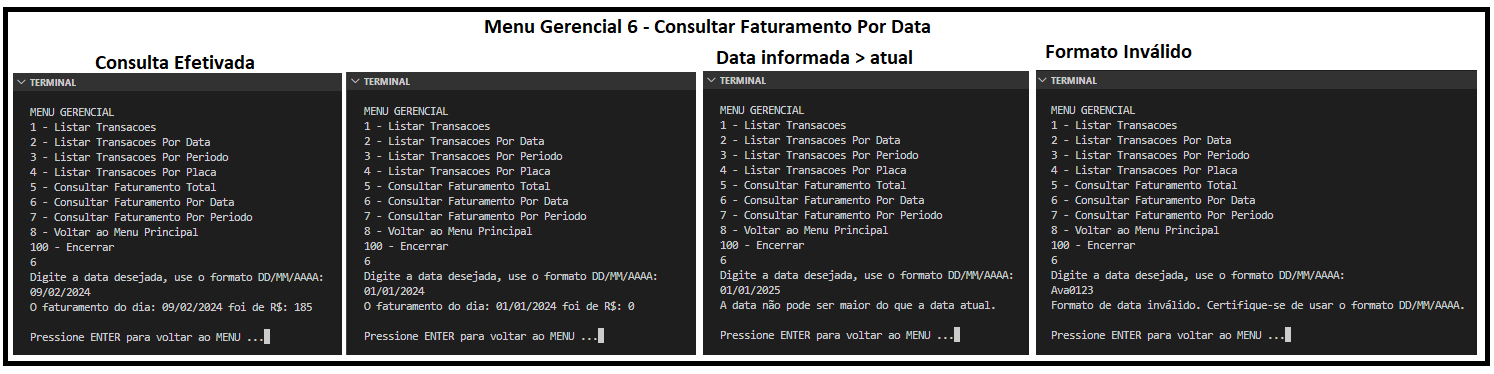 Menu Gerencial 6 - Consultar Faturamento Por Data
Consulta Efetivada
TERMINAL
MENU GERENCIAL
1 - Listar Transacoes
2 - Listar Transacoes Por Data
3 - Listar Transacoes Por Periodo
4 - Listar Transacoes Por Placa
5 - Consultar Faturamento Total
6 - Consultar Faturamento Por Data
7 - Consultar Faturamento Por Periodo
8 - Voltar ao Menu Principal
100 - Encerrar
6
Digite a data desejada, use o formato DD/MM/AAAA:
09/02/2024
O faturamento do dia: 09/02/2024 foi de R$: 185
Pressione ENTER para voltar ao MENU ...
TERMINAL
MENU GERENCIAL
1 - Listar Transacoes
2 - Listar Transacoes Por Data
3 - Listar Transacoes Por Periodo
4 - Listar Transacoes Por Placa
5 - Consultar Faturamento Total
6 - Consultar Faturamento Por Data
7 - Consultar Faturamento Por Periodo
8 - Voltar ao Menu Principal
100 - Encerrar
6
Digite a data desejada, use o formato DD/MM/AAAA:
01/01/2024
O faturamento do dia: 01/01/2024 foi de R$: 0
Pressione ENTER para voltar ao MENU ...
Data informada > atual
TERMINAL
MENU GERENCIAL
1 - Listar Transacoes
2 - Listar Transacoes Por Data
3 - Listar Transacoes Por Periodo
4 - Listar Transacoes Por Placa
5 - Consultar Faturamento Total
6 - Consultar Faturamento Por Data
7 - Consultar Faturamento Por Periodo
8 - Voltar ao Menu Principal
100 - Encerrar
6
Digite a data desejada, use o formato DD/MM/AAAA:
01/01/2025
A data não pode ser maior do que a data atual.
Pressione ENTER para voltar ao MENU ...
Formato Inválido
TERMINAL
MENU GERENCIAL
1 - Listar Transacoes
2 - Listar Transacoes Por Data
3 - Listar Transacoes Por Periodo
4 - Listar Transacoes Por Placa
5 - Consultar Faturamento Total
6 - Consultar Faturamento Por Data
7 - Consultar Faturamento Por Periodo
8 - Voltar ao Menu Principal
100 - Encerrar
6
Digite a data desejada, use o formato DD/MM/AAAA:
Ava0123
Formato de data inválido. Certifique-se de usar o formato DD/MM/AAAA.
Pressione ENTER para voltar ao MENU ...